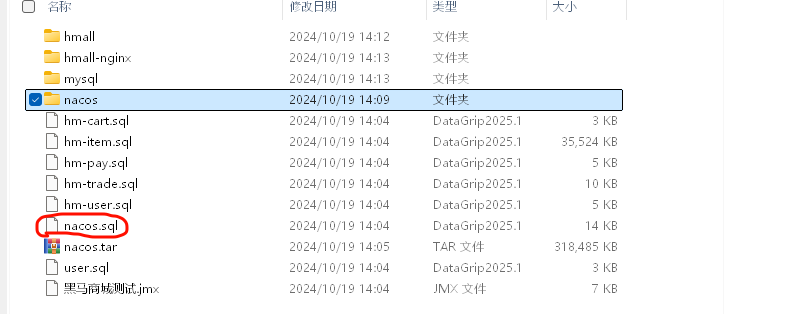 名称 修改日期 类型 大小
hmall 2024/10/19 14:12 文件夹
hmall-nginx 2024/10/19 14:13 文件夹
mysql 2024/10/19 14:13 文件夹
nacos 2024/10/19 14:09 文件夹
hm-cart.sql 2024/10/19 14:04 DataGrip2025.1 3 KB
hm-item.sql 2024/10/19 14:04 DataGrip2025.1 35,524 KB
hm-pay.sql 2024/10/19 14:04 DataGrip2025.1 5 KB
hm-trade.sql 2024/10/19 14:04 DataGrip2025.1 10 KB
hm-user.sql 2024/10/19 14:04 DataGrip2025.1 5 KB
nacos.sql 2024/10/19 14:04 DataGrip2025.1 14 KB
nacos.tar 2024/10/19 14:05 TAR 文件 318,485 KB
user.sql 2024/10/19 14:04 DataGrip2025.1 3 KB
黑马商城测试.jmx 2024/10/19 14:04 JMX 文件 7 KB